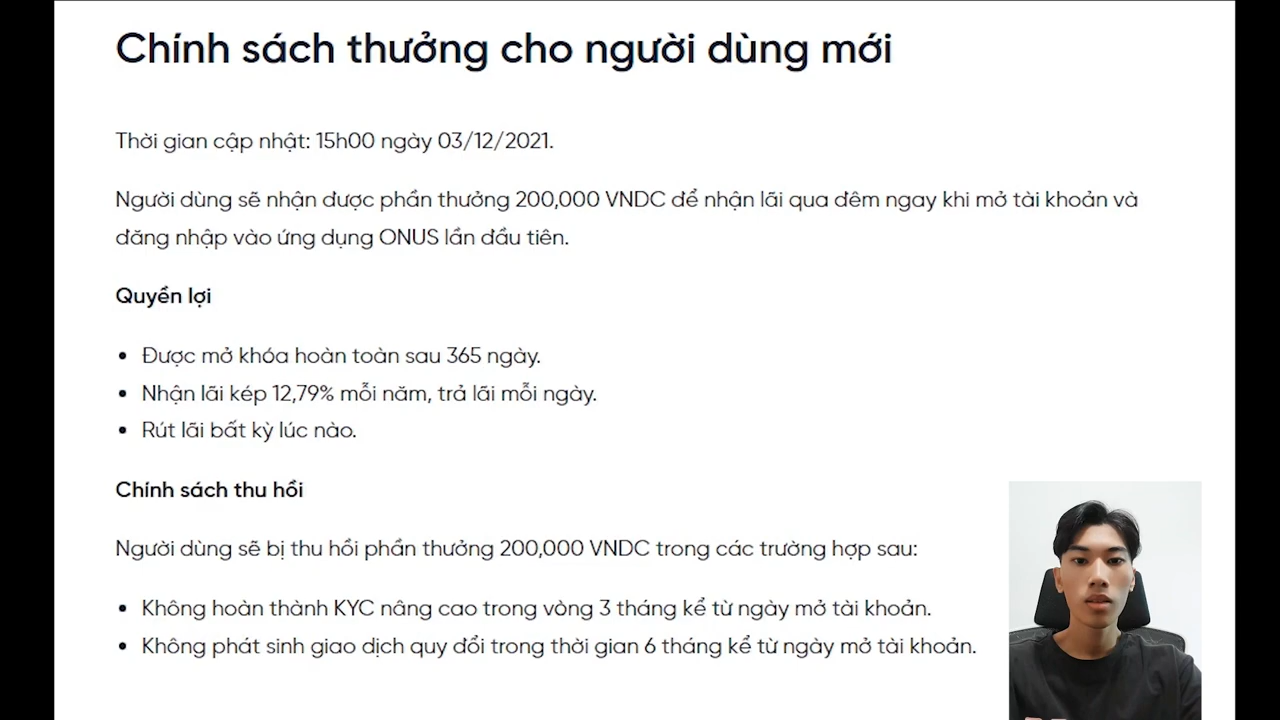 Chính sách thưởng cho người dùng mới
Thời gian cập nhật: 15h00 ngày 03/12/2021.
Người dùng sẽ nhận được phần thưởng 200,000 VNDC để nhận lãi qua đêm ngay khi mở tài khoản và
đăng nhập vào ứng dụng ONUS lần đầu tiên.
Quyền lợi
• Được mở khóa hoàn toàn sau 365 ngày.
• Nhận lãi kép 12,79% mỗi năm, trả lãi mỗi ngày.
• Rút lãi bất kỳ lúc nào.
Chính sách thu hồi
Người dùng sẽ bị thu hồi phần thưởng 200,000 VNDC trong các trường hợp sau:
• Không hoàn thành KYC nâng cao trong vòng 3 tháng kể từ ngày mở tài khoản.
• Không phát sinh giao dịch quy đổi trong thời gian 6 tháng kể từ ngày mở tài khoản.